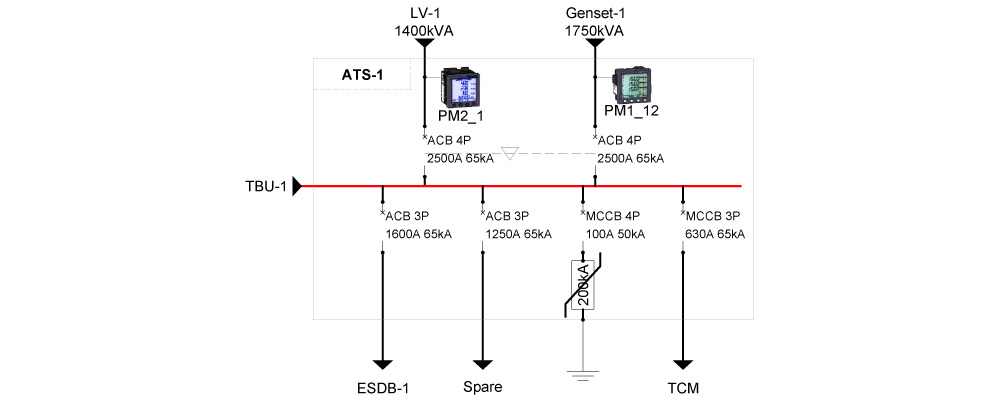 LV-1
1400kVA
Genset-1
1750kVA
ATS-1
PM2_1
PM1_12
ACB 4P
2500A 65kA
ACB 4P
2500A 65kA
TBU-1
ACB 3P
1600A 65kA
ACB 3P
1250A 65kA
MCCB 4P
100A 50kA
MCCB 3P
630A 65kA
200kA
ESDB-1
Spare
TCM